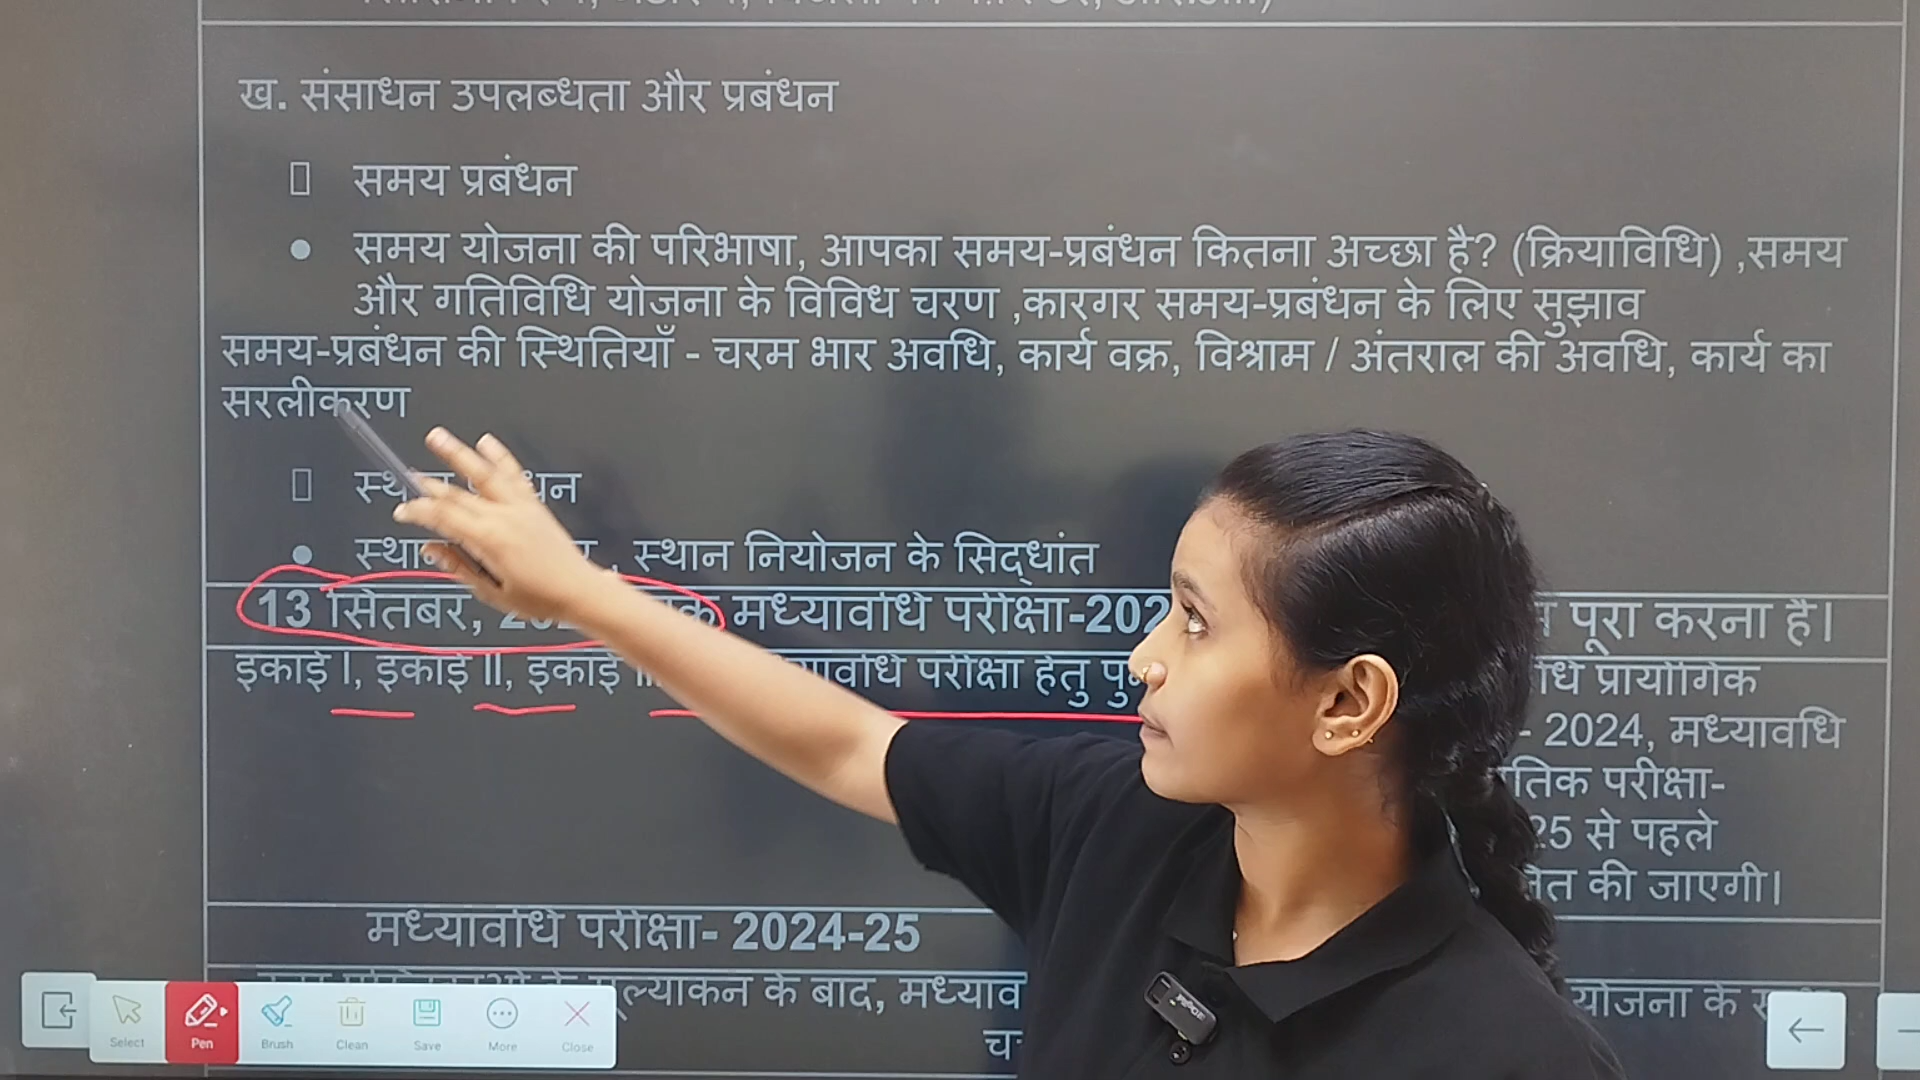 ख. संसाधन उपलब्धता और प्रबंधन
समय प्रबंधन
● समय योजना की परिभाषा, आपका समय-प्रबंधन कितना अच्छा है? (क्रियाविधि) ,समय
और गतिविधि योजना के विविध चरण ,कारगर समय-प्रबंधन के लिए सुझाव
समय-प्रबंधन की स्थितियाँ - चरम भार अवधि, कार्य वक्र, विश्राम / अंतराल की अवधि, कार्य का
सरलीकरण
● , स्थान नियोजन के सिद्धांत
13 सितंबर, मध्यावधि परीक्षा-202 पूरा करना है।
इकाई I, इकाई II, इकाई परीक्षा हेतु प्रायोगिक
- 2024, मध्यावधि
परीक्षा-
25 से पहले
की जाएगी।
मध्यावधि परीक्षा- 2024-25
के बाद, योजना के
Select
Pen
Brush
Clean
Save
More
Close